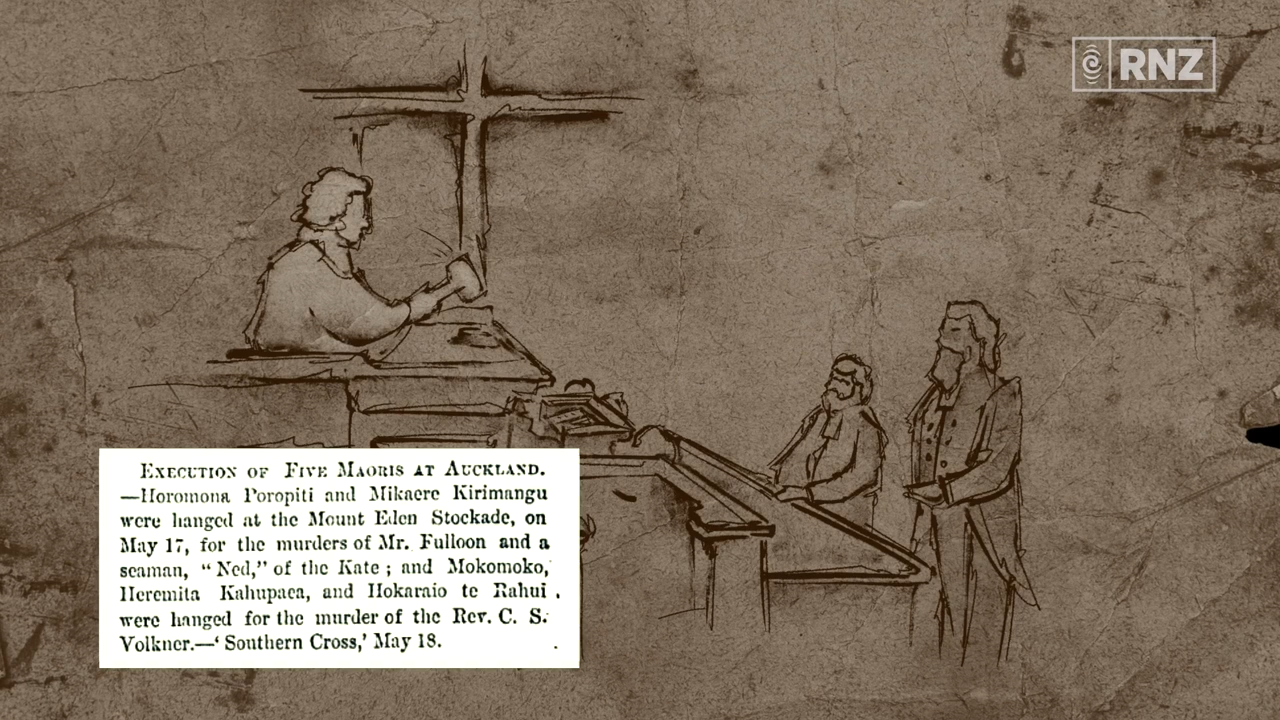 RNZ
EXECUTION OF FIVE MAORIS AT AUCKLAND.
—Horomona Poropiti and Mikaere Kirimangu
were hanged at the Mount Eden Stockade, on
May 17, for the murders of Mr. Fulloon and a
seaman, "Ned," of the Kate; and Mokomoko,
Heremita Kahupaea, and Hokaraio te Rahui,
were hanged for the murder of the Rev. C. S.
Volkner.—'Southern Cross,' May 18.